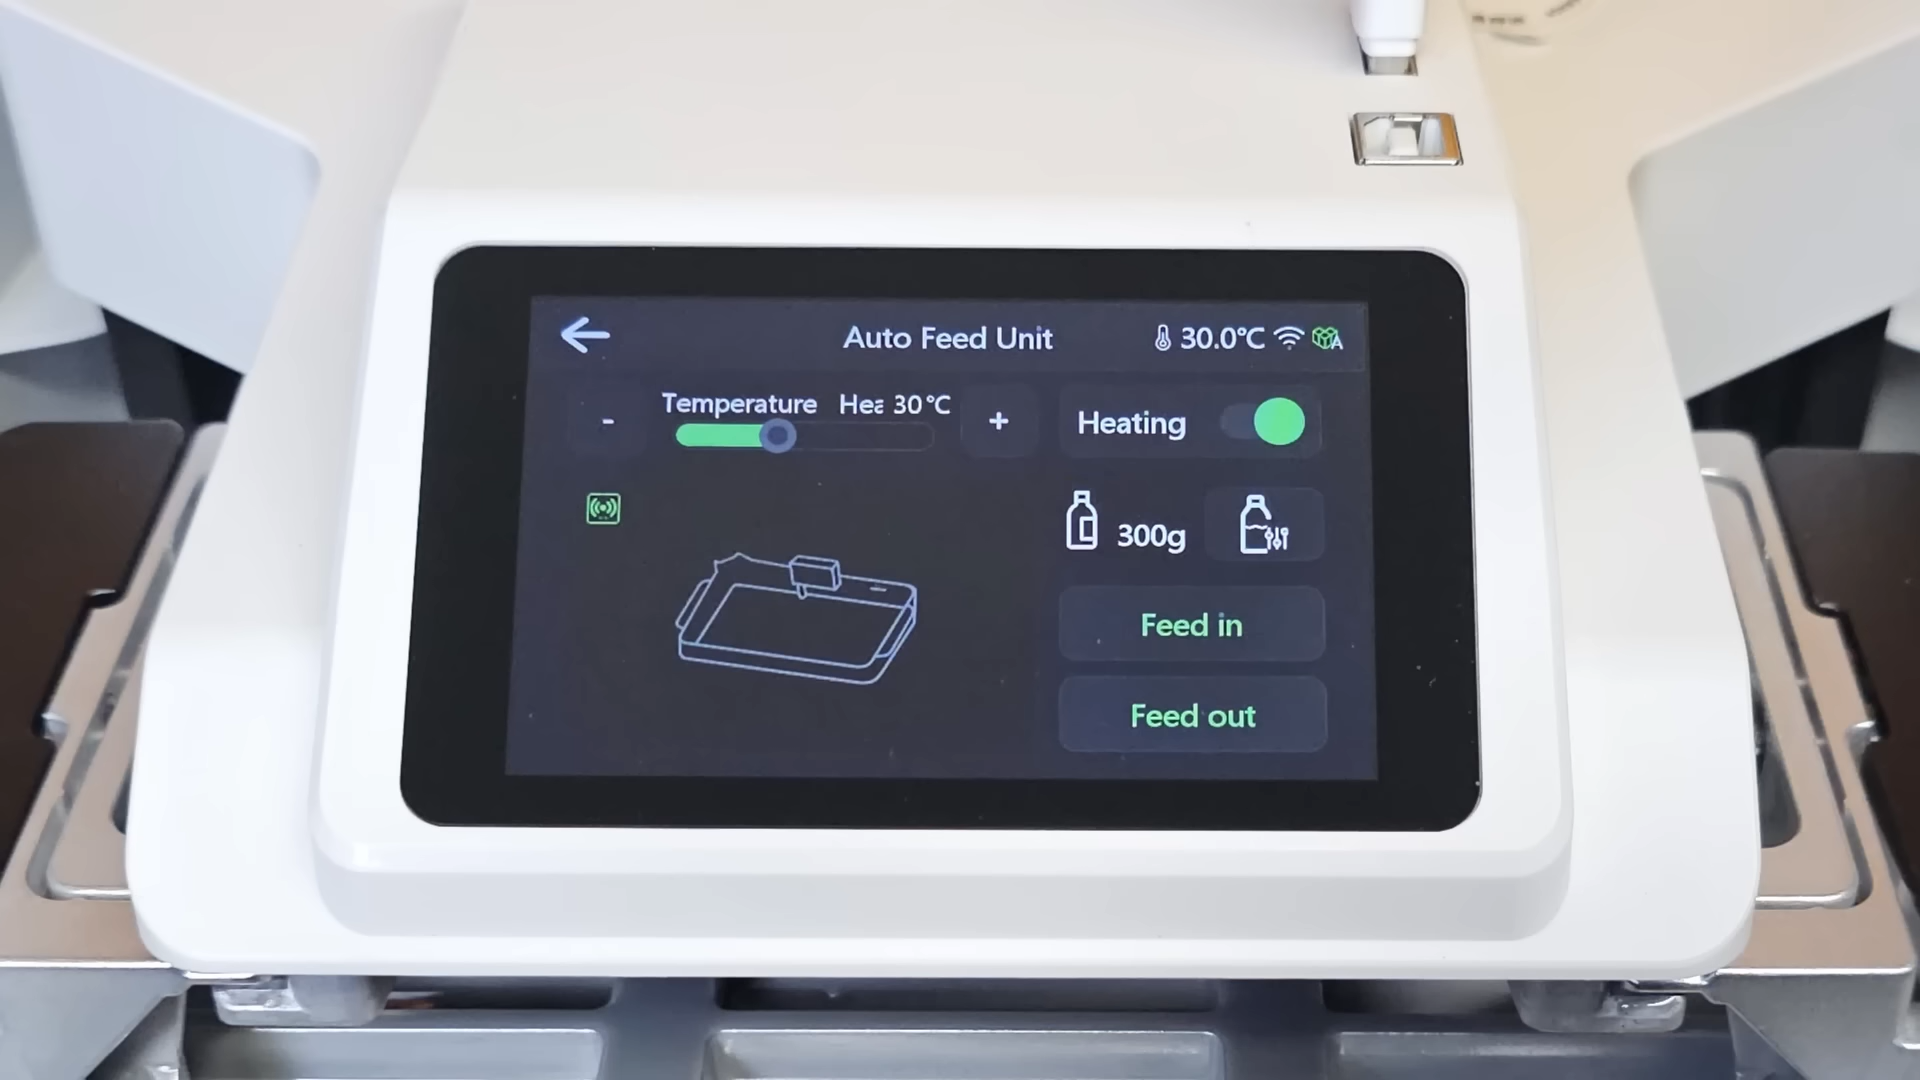 Auto Feed Unit 30.0℃ A
- Temperature Hea 30℃ + Heating
300g
Feed in
Feed out